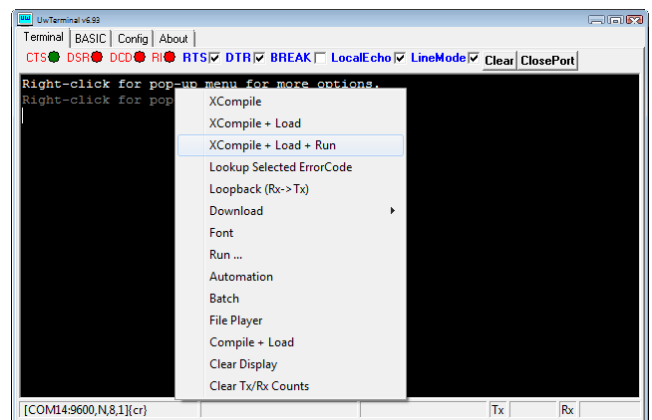 UwTerminal v6.93
Terminal BASIC Config About
CTS DSR DCD RI RTS DTR BREAK LocalEcho LineMode Clear ClosePort
Right-click for pop-up menu for more options.
Right-click for pop
XCompile
XCompile + Load
XCompile + Load + Run
Lookup Selected ErrorCode
Loopback (Rx->Tx)
Download
Font
Run ...
Automation
Batch
File Player
Compile + Load
Clear Display
Clear Tx/Rx Counts
[COM14:9600,N,8,1]{cr} Tx Rx